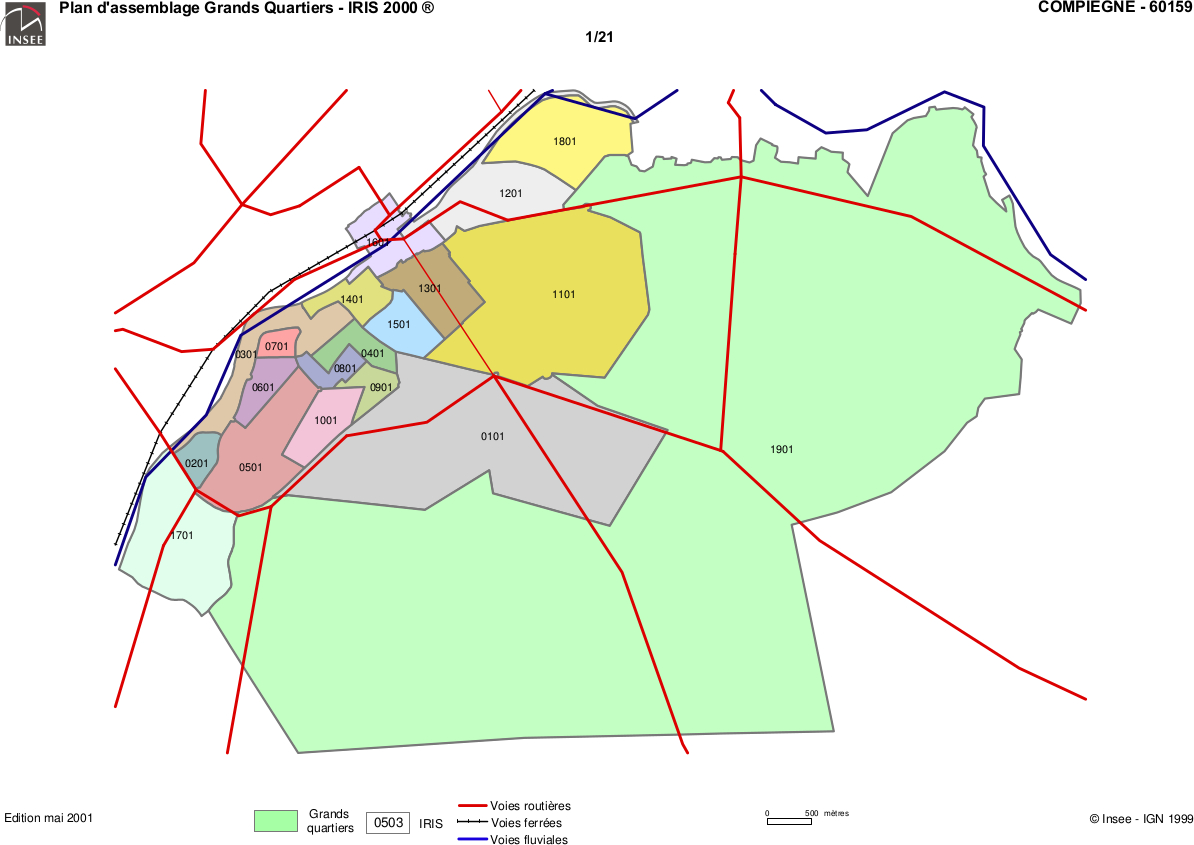 Plan d'assemblage Grands Quartiers - IRIS 2000 ®
COMPIEGNE - 60159
INSEE
1/21
1801
1201
1601
1101
1301
1401
1501
0301
0701
0401
0801
0601
0901
1001
0101
1901
0201
0501
1701
Edition mai 2001
Grands
quartiers
0503
IRIS
Voies routières
Voies ferrées
Voies fluviales
0 500 mètres
© Insee - IGN 1999